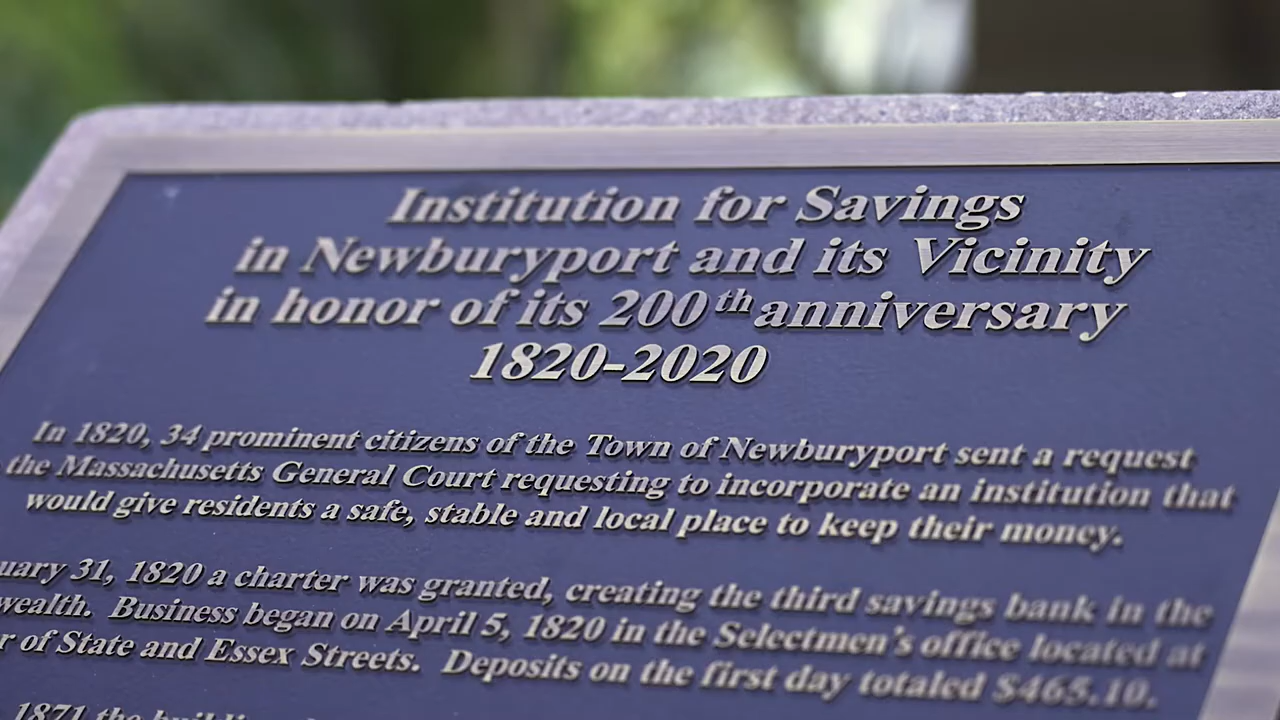 Institution for Savings
in Newburyport and its Vicinity
in honor of its 200th anniversary
1820-2020
In 1820, 34 prominent citizens of the Town of Newburyport sent a request
the Massachusetts General Court requesting to incorporate an institution that
would give residents a safe, stable and local place to keep their money.
uary 31, 1820 a charter was granted, creating the third savings bank in the
wealth. Business began on April 5, 1820 in the Selectmen's office located at
r of State and Essex Streets. Deposits on the first day totaled $465.10.
1871 the